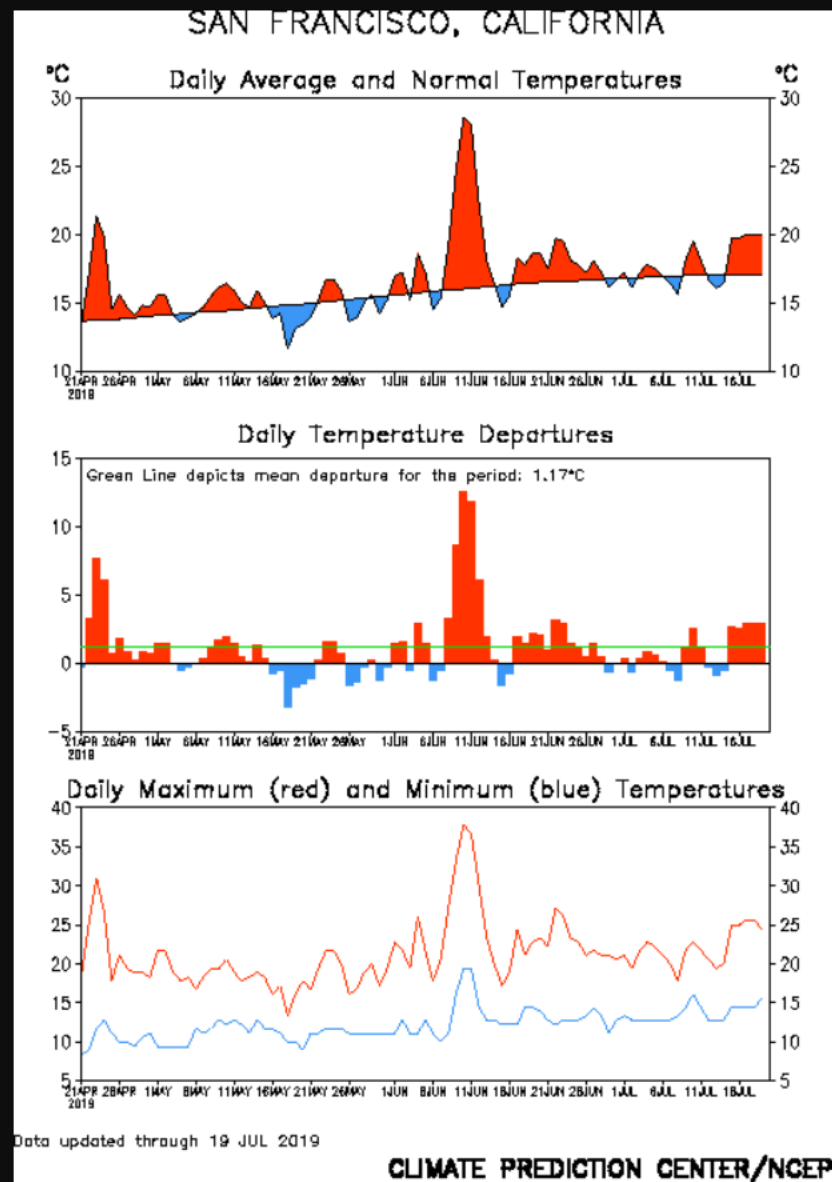 SAN FRANCISCO, CALIFORNIA
°C Daily Average and Normal Temperatures °C
30 30
25 25
20 20
15 15
10 10
21APR 26APR 1MAY 6MAY 11MAY 16MAY 21MAY 26MAY 1JUN 6JUN 11JUN 16JUN 21JUN 26JUN 1JUL 6JUL 11JUL 16JUL
2019
Daily Temperature Departures
15
Green Line depicts mean departure for the period: 1.17°C
10
5
0
-5
21APR 26APR 1MAY 6MAY 11MAY 16MAY 21MAY 26MAY 1JUN 6JUN 11JUN 16JUN 21JUN 26JUN 1JUL 6JUL 11JUL 16JUL
2019
Daily Maximum (red) and Minimum (blue) Temperatures
40 40
35 35
30 30
25 25
20 20
15 15
10 10
5 5
21APR 26APR 1MAY 6MAY 11MAY 16MAY 21MAY 26MAY 1JUN 6JUN 11JUN 16JUN 21JUN 26JUN 1JUL 6JUL 11JUL 16JUL
2019
Data updated through 19 JUL 2019
CLIMATE PREDICTION CENTER/NCEP